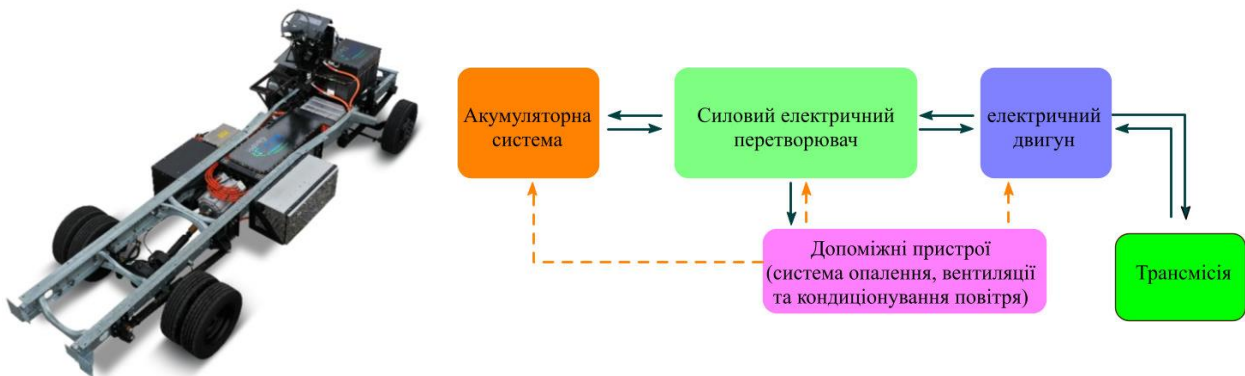 Акумуляторна
система
Силовий електричний
перетворювач
електричний
двигун
Допоміжні пристрої
(система опалення, вентиляції
та кондиціонування повітря)
Трансмісія